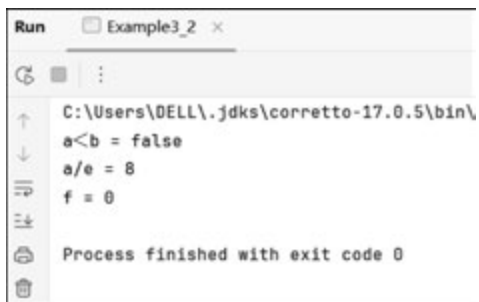 Run Example3_2 ×
C:\Users\DELL\.jdks\corretto-17.0.5\bin\
a<b = false
a/e = 8
f = 0
Process finished with exit code 0